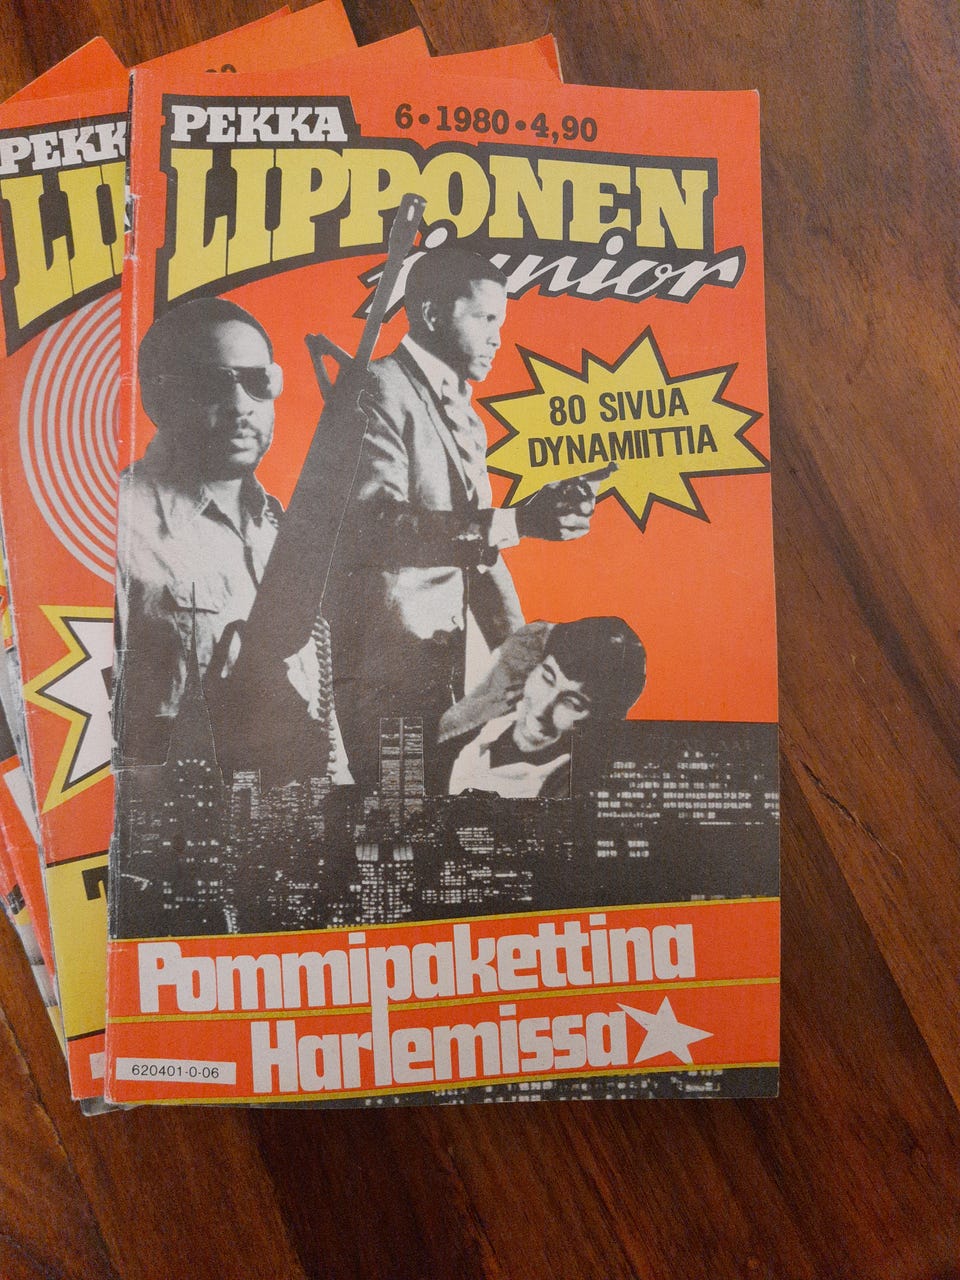 PEKKA
6•1980•4,90
LIPPONEN
junior
80 SIVUA
DYNAMIITTIA
Pommipakettina
Harlemissa
620401-0-06
PEKK